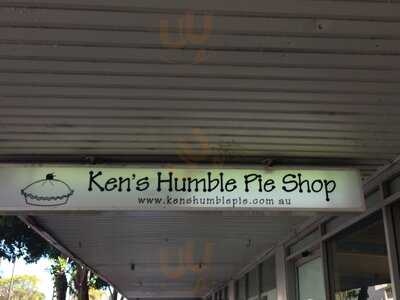 Ken's Humble Pie Shop
www.kenshumblepie.com.au